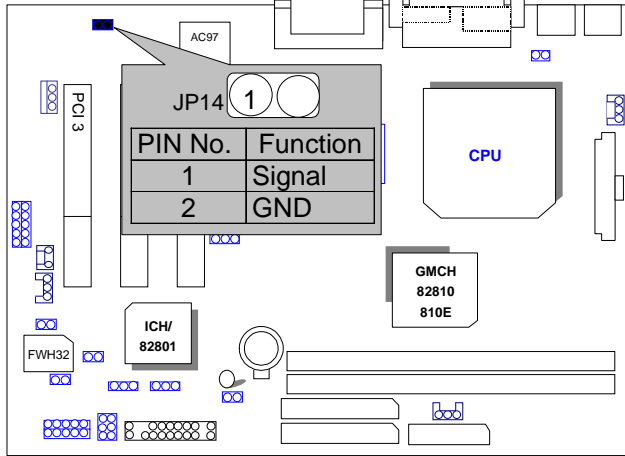 AC97
PCI 3
JP14 1
PIN No. Function
1 Signal
2 GND
CPU
GMCH
82810
810E
ICH/
82801
FWH32